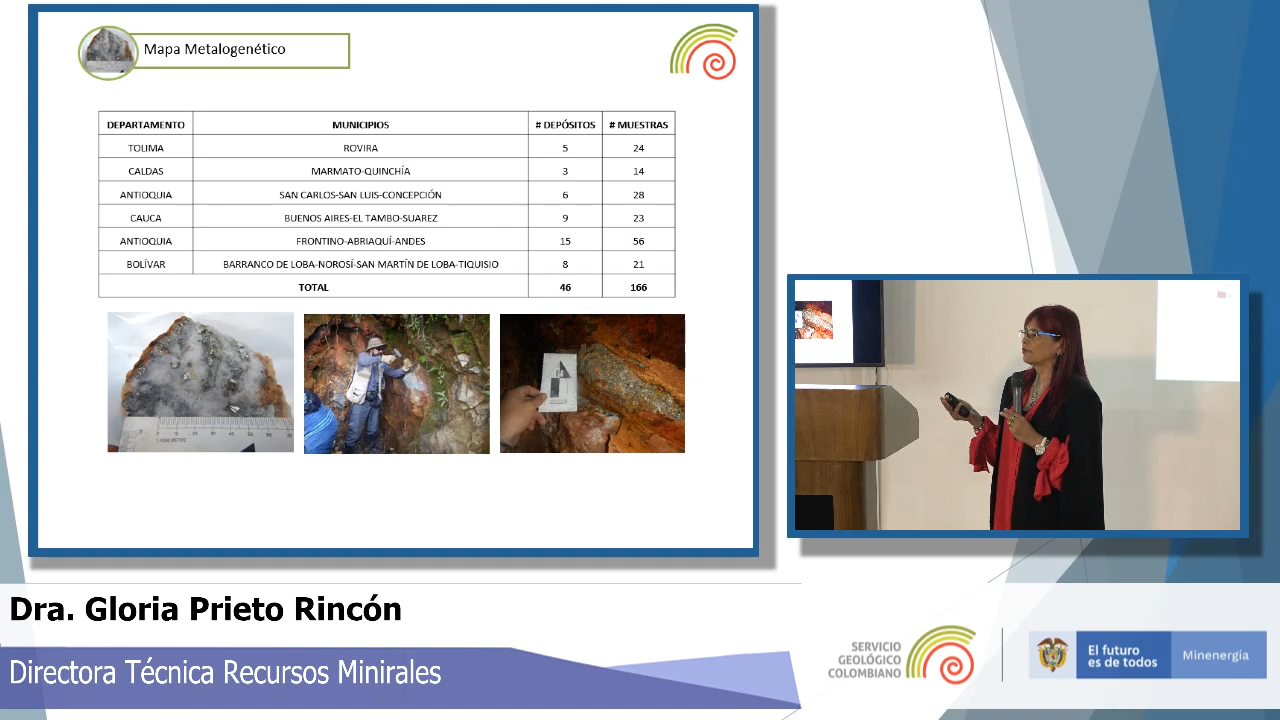 Mapa Metalogenético
DEPARTAMENTO MUNICIPIOS # DEPÓSITOS # MUESTRAS
TOLIMA ROVIRA 5 24
CALDAS MARMATO-QUINCHÍA 3 14
ANTIOQUIA SAN CARLOS-SAN LUIS-CONCEPCIÓN 6 28
CAUCA BUENOS AIRES-EL TAMBO-SUAREZ 9 23
ANTIOQUIA FRONTINO-ABRIAQUÍ-ANDES 15 56
BOLÍVAR BARRANCO DE LOBA-NOROSÍ-SAN MARTÍN DE LOBA-TIQUISIO 8 21
TOTAL 46 166
Dra. Gloria Prieto Rincón
Directora Técnica Recursos Minirales
SERVICIO
GEOLÓGICO
COLOMBIANO
El futuro
es de todos
Minenergía